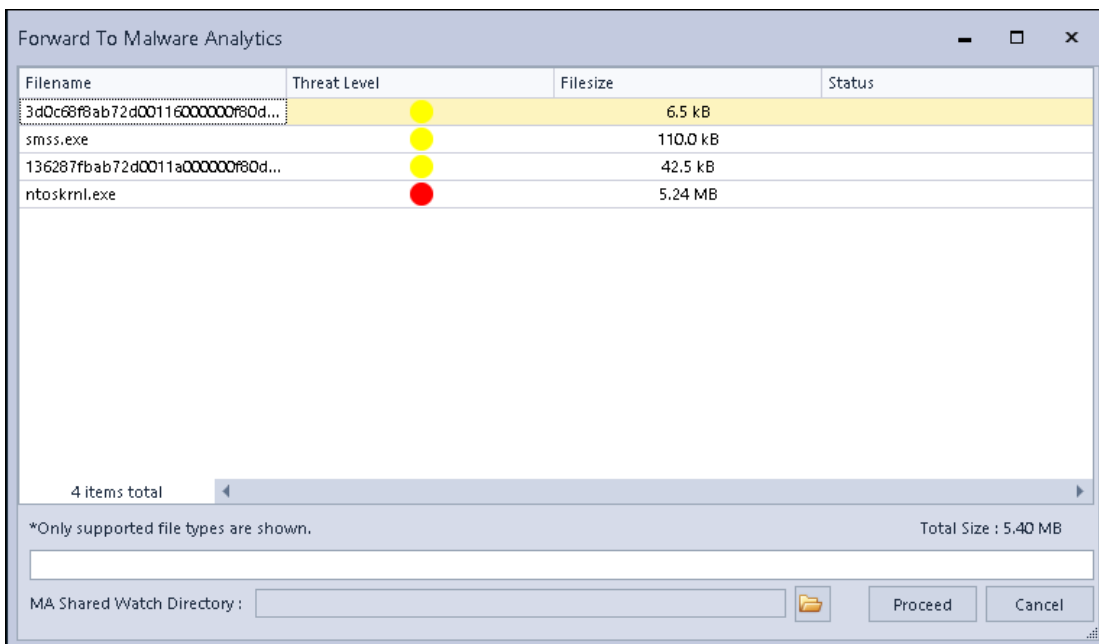 Forward To Malware Analytics
Filename Threat Level Filesize Status
3d0c68f8ab72d00116000000f80d... 6.5 kB
smss.exe 110.0 kB
136287fbab72d0011a000000f80d... 42.5 kB
ntoskrnl.exe 5.24 MB
4 items total
*Only supported file types are shown. Total Size : 5.40 MB
MA Shared Watch Directory : Proceed Cancel